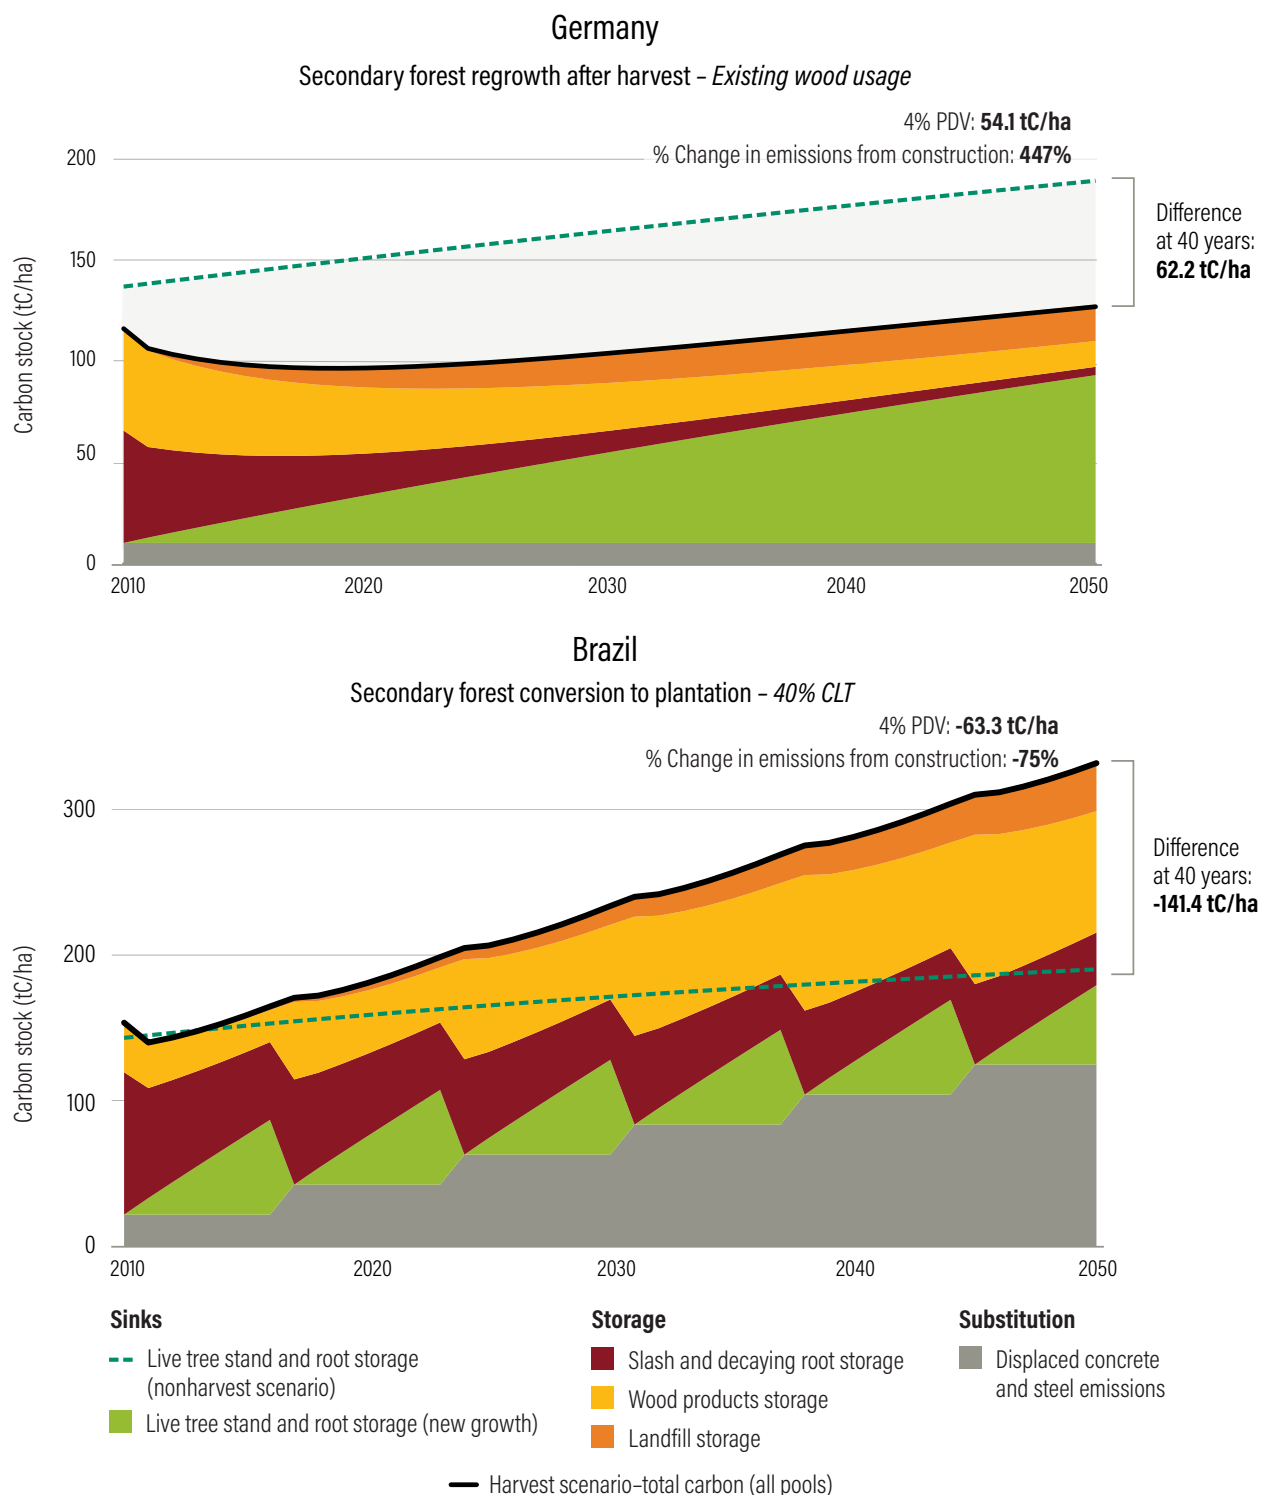 Germany
Secondary forest regrowth after harvest – Existing wood usage
4% PDV: 54.1 tC/ha
% Change in emissions from construction: 447%
200
150
100
50
0
Carbon stock (tC/ha)
2010
2020
2030
2040
2050
Difference
at 40 years:
62.2 tC/ha
Brazil
Secondary forest conversion to plantation – 40% CLT
4% PDV: -63.3 tC/ha
% Change in emissions from construction: -75%
300
200
100
0
Carbon stock (tC/ha)
2010
2020
2030
2040
2050
Difference
at 40 years:
-141.4 tC/ha
Sinks
Live tree stand and root storage
(nonharvest scenario)
Live tree stand and root storage (new growth)
Storage
Slash and decaying root storage
Wood products storage
Landfill storage
Substitution
Displaced concrete
and steel emissions
Harvest scenario–total carbon (all pools)